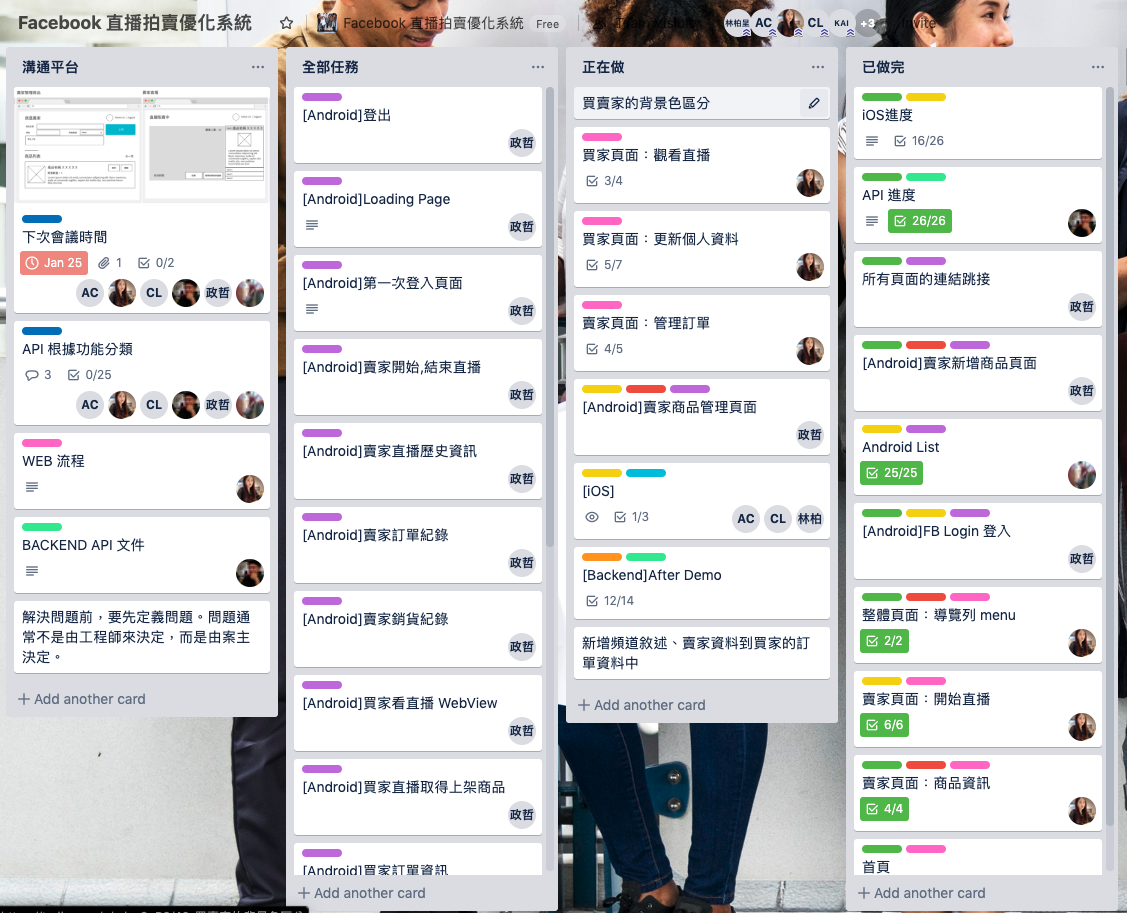 Facebook 直播拍賣優化系統
Facebook 直播拍賣優化系統
Free
林柏呈
AC
CL
KAI
+3
Invite
溝通平台
下次會議時間
Jan 25
1
0/2
AC
CL
政哲
API 根據功能分類
3
0/25
AC
CL
政哲
WEB 流程
BACKEND API 文件
解決問題前，要先定義問題。問題通
常不是由工程師來決定，而是由案主
決定。
Add another card
全部任務
[Android]登出
政哲
[Android]Loading Page
政哲
[Android]第一次登入頁面
政哲
[Android]賣家開始,結束直播
政哲
[Android]賣家直播歷史資訊
政哲
[Android]賣家訂單紀錄
政哲
[Android]賣家銷貨紀錄
政哲
[Android]買家看直播 WebView
政哲
[Android]買家直播取得上架商品
政哲
[Android]買家訂單資訊
Add another card
正在做
買賣家的背景色區分
買家頁面：觀看直播
3/4
買家頁面：更新個人資料
5/7
賣家頁面：管理訂單
4/5
[Android]賣家商品管理頁面
政哲
[iOS]
1/3
AC
CL
林柏
[Backend]After Demo
12/14
新增頻道敘述、賣家資料到買家的訂
單資料中
Add another card
已做完
iOS進度
16/26
API 進度
26/26
所有頁面的連結跳接
政哲
[Android]賣家新增商品頁面
政哲
Android List
25/25
[Android]FB Login 登入
政哲
整體頁面：導覽列 menu
2/2
賣家頁面：開始直播
6/6
賣家頁面：商品資訊
4/4
首頁
Add another card